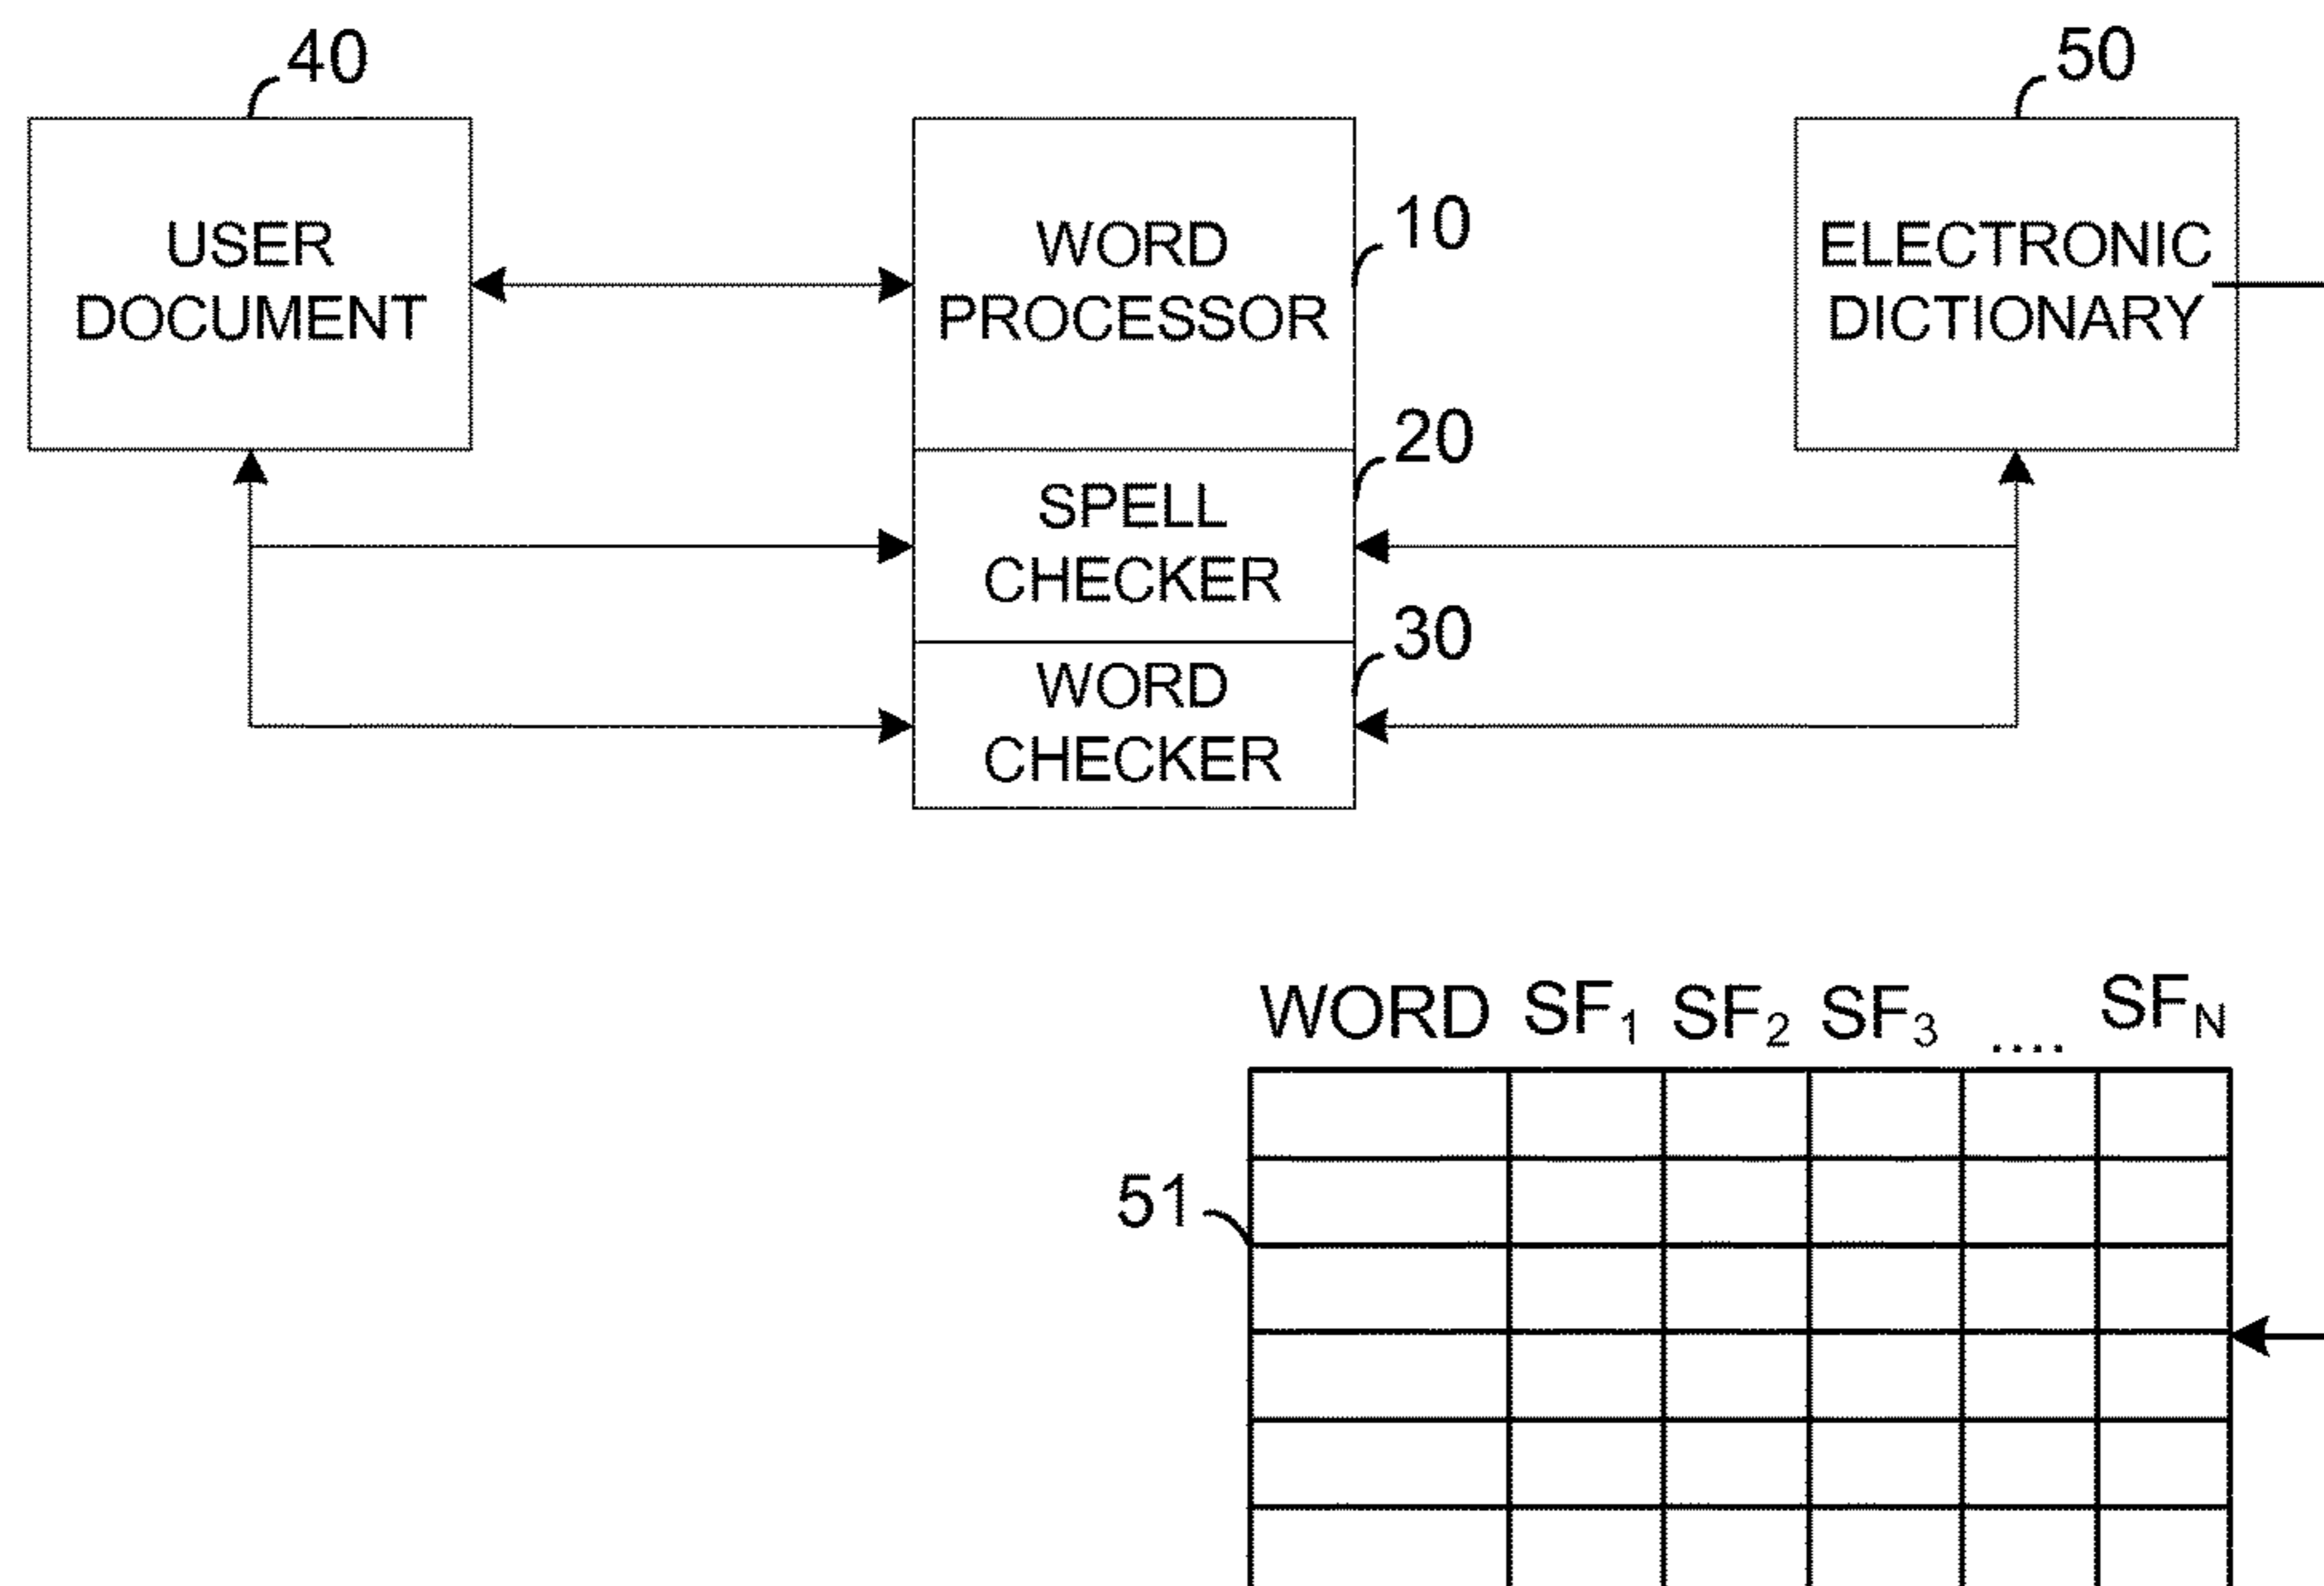 40
50
USER
DOCUMENT
WORD
PROCESSOR
10
ELECTRONIC
DICTIONARY
20
SPELL
CHECKER
30
WORD
CHECKER
WORD SF₁ SF₂ SF₃ .... SF_N
51